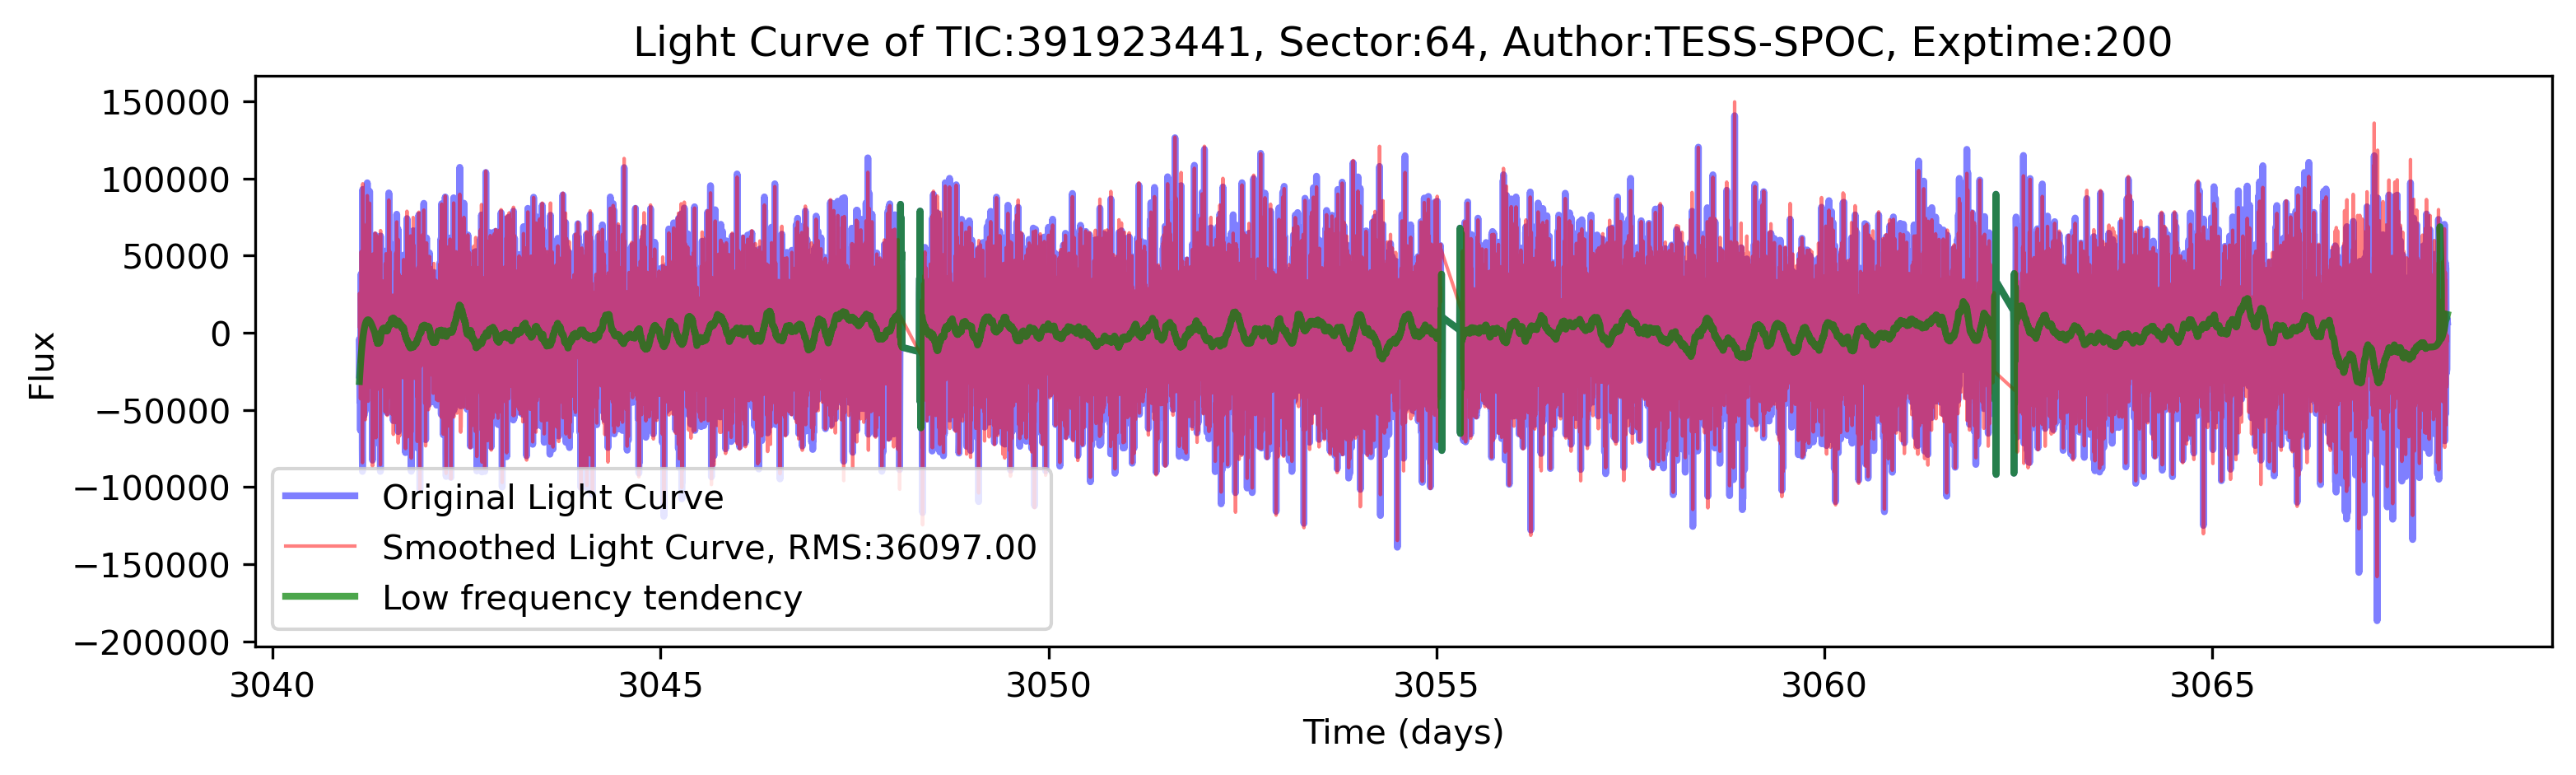 Light Curve of TIC:391923441, Sector:64, Author:TESS-SPOC, Exptime:200
150000
100000
50000
0
−50000
−100000
−150000
−200000
Flux
Original Light Curve
Smoothed Light Curve, RMS:36097.00
Low frequency tendency
3040 3045 3050 3055 3060 3065
Time (days)